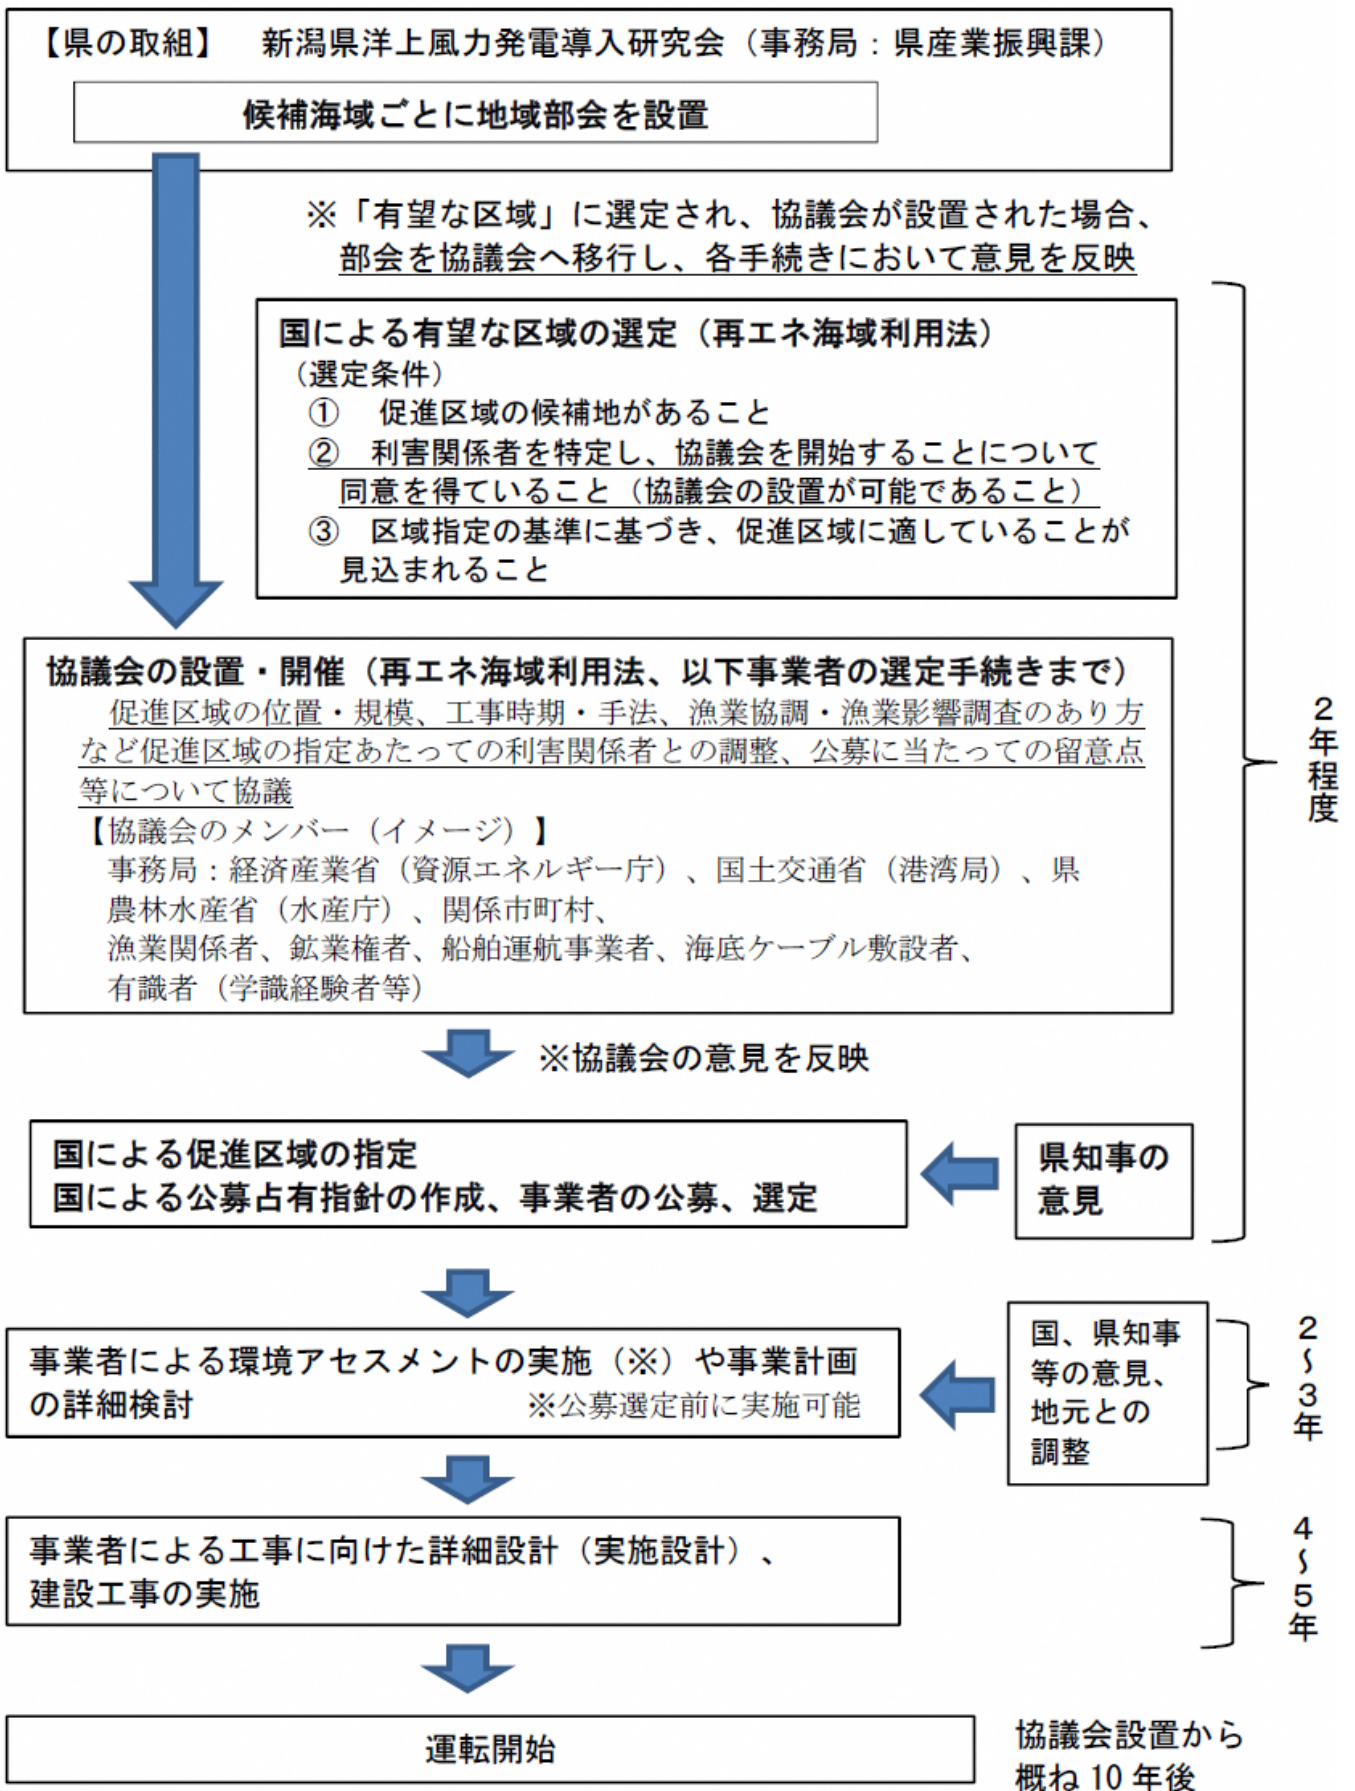 【県の取組】　新潟県洋上風力発電導入研究会（事務局：県産業振興課）
候補海域ごとに地域部会を設置
※「有望な区域」に選定され、協議会が設置された場合、
部会を協議会へ移行し、各手続きにおいて意見を反映
国による有望な区域の選定（再エネ海域利用法）
（選定条件）
①　促進区域の候補地があること
②　利害関係者を特定し、協議会を開始することについて
同意を得ていること（協議会の設置が可能であること）
③　区域指定の基準に基づき、促進区域に適していることが
見込まれること
協議会の設置・開催（再エネ海域利用法、以下事業者の選定手続きまで）
促進区域の位置・規模、工事時期・手法、漁業協調・漁業影響調査のあり方
など促進区域の指定あたっての利害関係者との調整、公募に当たっての留意点
等について協議
【協議会のメンバー（イメージ）】
事務局：経済産業省（資源エネルギー庁）、国土交通省（港湾局）、県
農林水産省（水産庁）、関係市町村、
漁業関係者、鉱業権者、船舶運航事業者、海底ケーブル敷設者、
有識者（学識経験者等）
２年程度
※協議会の意見を反映
国による促進区域の指定
国による公募占有指針の作成、事業者の公募、選定
県知事の
意見
事業者による環境アセスメントの実施（※）や事業計画
の詳細検討　※公募選定前に実施可能
国、県知事
等の意見、
地元との
調整
２～３年
事業者による工事に向けた詳細設計（実施設計）、
建設工事の実施
４～５年
運転開始
協議会設置から
概ね 10 年後